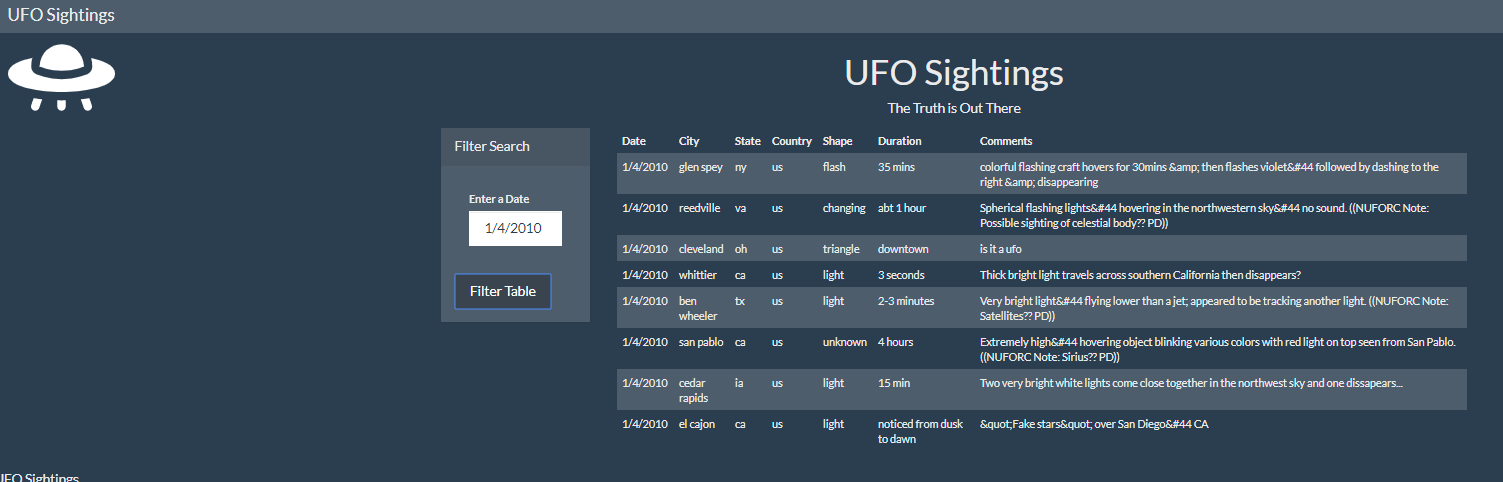 UFO Sightings
UFO Sightings
The Truth is Out There
Filter Search
Enter a Date
1/4/2010
Filter Table
Date City State Country Shape Duration Comments
1/4/2010 glen spey ny us flash 35 mins colorful flashing craft hovers for 30mins &amp; then flashes violet&#44 followed by dashing to the
right &amp; disappearing
1/4/2010 reedville va us changing abt 1 hour Spherical flashing lights&#44 hovering in the northwestern sky&#44 no sound. ((NUFORC Note:
Possible sighting of celestial body?? PD))
1/4/2010 cleveland oh us triangle downtown is it a ufo
1/4/2010 whittier ca us light 3 seconds Thick bright light travels across southern California then disappears?
1/4/2010 ben tx us light 2-3 minutes Very bright light&#44 flying lower than a jet; appeared to be tracking another light. ((NUFORC Note:
wheeler Satellites?? PD))
1/4/2010 san pablo ca us unknown 4 hours Extremely high&#44 hovering object blinking various colors with red light on top seen from San Pablo.
((NUFORC Note: Sirius?? PD))
1/4/2010 cedar ia us light 15 min Two very bright white lights come close together in the northwest sky and one dissapears...
rapids
1/4/2010 el cajon ca us light noticed from dusk &quot;Fake stars&quot; over San Diego&#44 CA
to dawn
UFO Sightings